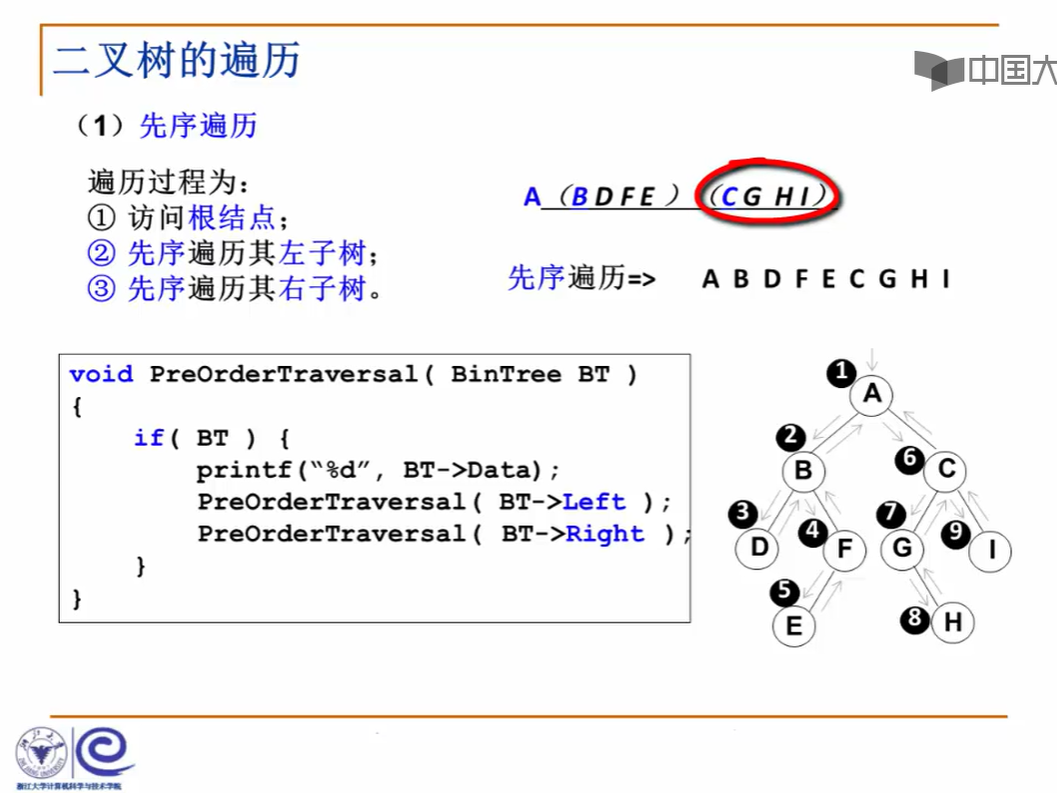 二叉树的遍历
中国大
（1）先序遍历
遍历过程为：
① 访问根结点；
② 先序遍历其左子树；
③ 先序遍历其右子树。
A（B D F E ）（C G H I）
先序遍历=> A B D F E C G H I
void PreOrderTraversal( BinTree BT )
{
if( BT ) {
printf(“%d”, BT->Data);
PreOrderTraversal( BT->Left );
PreOrderTraversal( BT->Right );
}
}
1
A
2
B
6
C
3
D
4
F
7
G
9
I
5
E
8
H
浙江大学计算机科学与技术学院